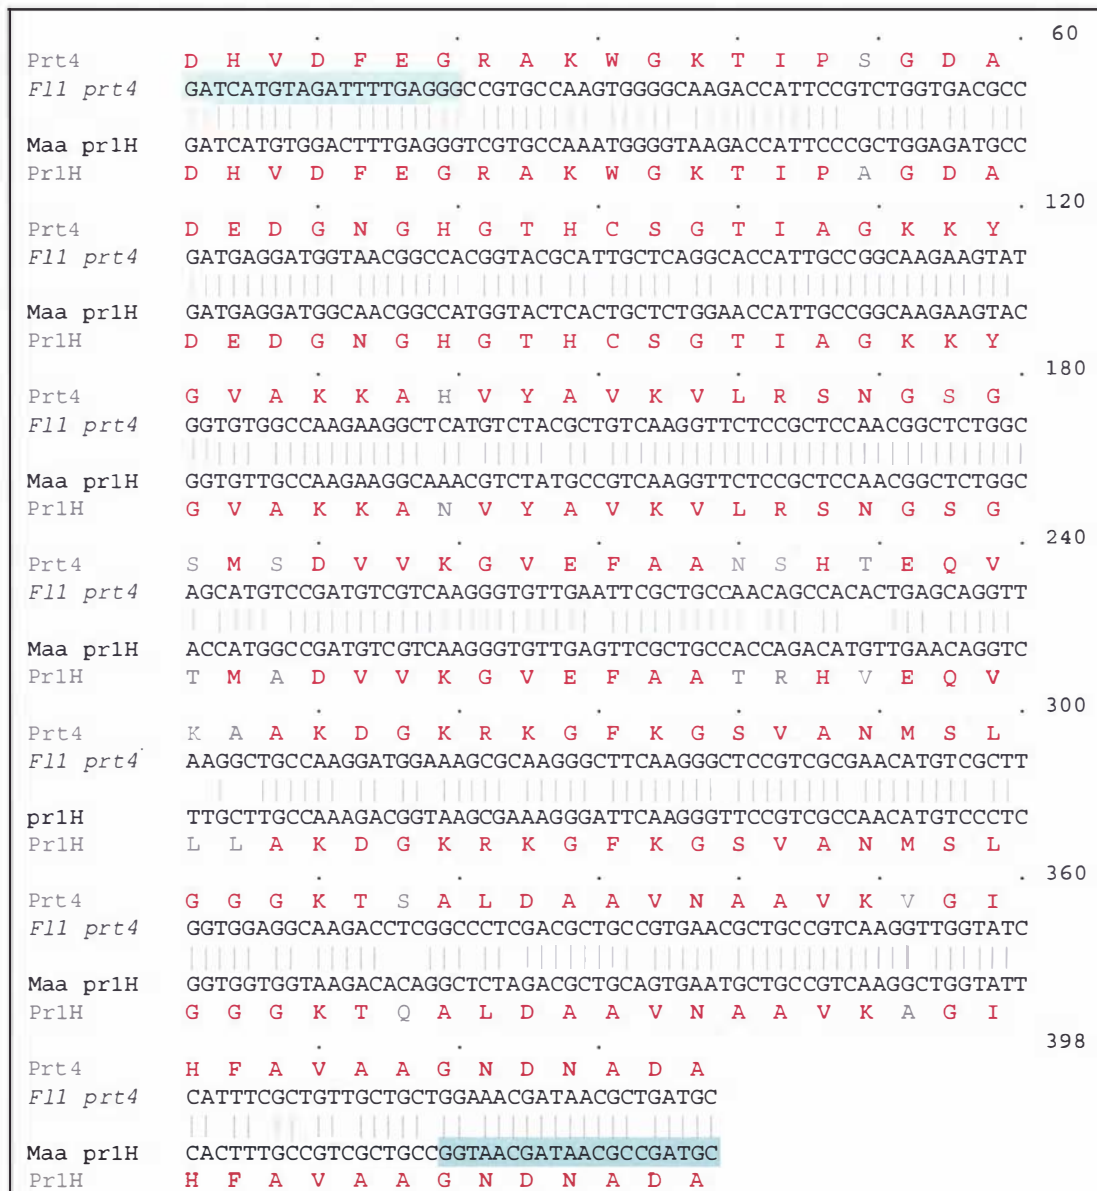 . . . . . . 60
Prt4 D H V D F E G R A K W G K T I P S G D A
Fl1 prt4 GATCATGTAGATTTTGAGGGCCGTGCCAAGTGGGGCAAGACCATTCCGTCTGGTGACGCC
Maa pr1H GATCATGTGGACTTTGAGGGTCGTGCCAAATGGGGTAAGACCATTCCCGCTGGAGATGCC
Pr1H D H V D F E G R A K W G K T I P A G D A
. . . . . . 120
Prt4 D E D G N G H G T H C S G T I A G K K Y
Fl1 prt4 GATGAGGATGGTAACGGCCACGGTACGCATTGCTCAGGCACCATTGCCGGCAAGAAGTAT
Maa pr1H GATGAGGATGGCAACGGCCATGGTACTCACTGCTCTGGAACCATTGCCGGCAAGAAGTAC
Pr1H D E D G N G H G T H C S G T I A G K K Y
. . . . . . 180
Prt4 G V A K K A H V Y A V K V L R S N G S G
Fl1 prt4 GGTGTGGCCAAGAAGGCTCATGTCTACGCTGTCAAGGTTCTCCGCTCCAACGGCTCTGGC
Maa pr1H GGTGTTGCCAAGAAGGCAAACGTCTATGCCGTCAAGGTTCTCCGCTCCAACGGCTCTGGC
Pr1H G V A K K A N V Y A V K V L R S N G S G
. . . . . . 240
Prt4 S M S D V V K G V E F A A N S H T E Q V
Fl1 prt4 AGCATGTCCGATGTCGTCAAGGGTGTTGAATTCGCTGCCAACAGCCACACTGAGCAGGTT
Maa pr1H ACCATGGCCGATGTCGTCAAGGGTGTTGAGTTCGCTGCCACCAGACATGTTGAACAGGTC
Pr1H T M A D V V K G V E F A A T R H V E Q V
. . . . . . 300
Prt4 K A A K D G K R K G F K G S V A N M S L
Fl1 prt4 AAGGCTGCCAAGGATGGAAAGCGCAAGGGCTTCAAGGGCTCCGTCGCGAACATGTCGCTT
pr1H TTGCTTGCCAAAGACGGTAAGCGAAAGGGATTCAAGGGTTCCGTCGCCAACATGTCCCTC
Pr1H L L A K D G K R K G F K G S V A N M S L
. . . . . . 360
Prt4 G G G K T S A L D A A V N A A V K V G I
Fl1 prt4 GGTGGAGGCAAGACCTCGGCCCTCGACGCTGCCGTGAACGCTGCCGTCAAGGTTGGTATC
Maa pr1H GGTGGTGGTAAGACACAGGCTCTAGACGCTGCAGTGAATGCTGCCGTCAAGGCTGGTATT
Pr1H G G G K T Q A L D A A V N A A V K A G I
. . . 398
Prt4 H F A V A A G N D N A D A
Fl1 prt4 CATTTCGCTGTTGCTGCTGGAAACGATAACGCTGATGC
Maa pr1H CACTTTGCCGTCGCTGCCGGTAACGATAACGCCGATGC
Pr1H H F A V A A G N D N A D A